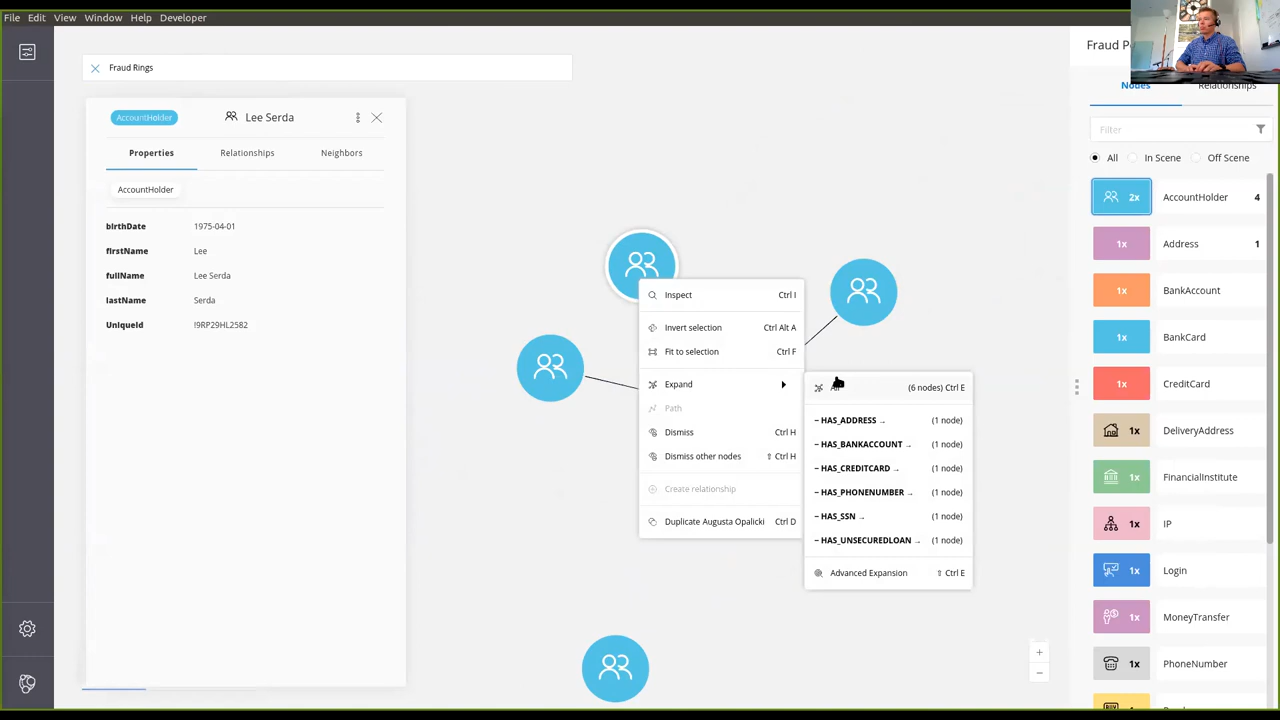 File Edit View Window Help Developer
Fraud Rings
AccountHolder Lee Serda
Properties Relationships Neighbors
AccountHolder
birthDate 1975-04-01
firstName Lee
fullName Lee Serda
lastName Serda
UniqueId !9RP29HL2582
Inspect Ctrl I
Invert selection Ctrl Alt A
Fit to selection Ctrl F
Expand
Path
Dismiss Ctrl H
Dismiss other nodes ⇧ Ctrl H
Create relationship
Duplicate Augusta Opalicki Ctrl D
(6 nodes) Ctrl E
– HAS_ADDRESS → (1 node)
– HAS_BANKACCOUNT → (1 node)
– HAS_CREDITCARD → (1 node)
– HAS_PHONENUMBER → (1 node)
– HAS_SSN → (1 node)
– HAS_UNSECUREDLOAN → (1 node)
Advanced Expansion ⇧ Ctrl E
Fraud
Nodes Relationships
Filter
All In Scene Off Scene
2x AccountHolder 4
1x Address 1
1x BankAccount
1x BankCard
1x CreditCard
1x DeliveryAddress
1x FinancialInstitute
1x IP
1x Login
1x MoneyTransfer
1x PhoneNumber
BUY